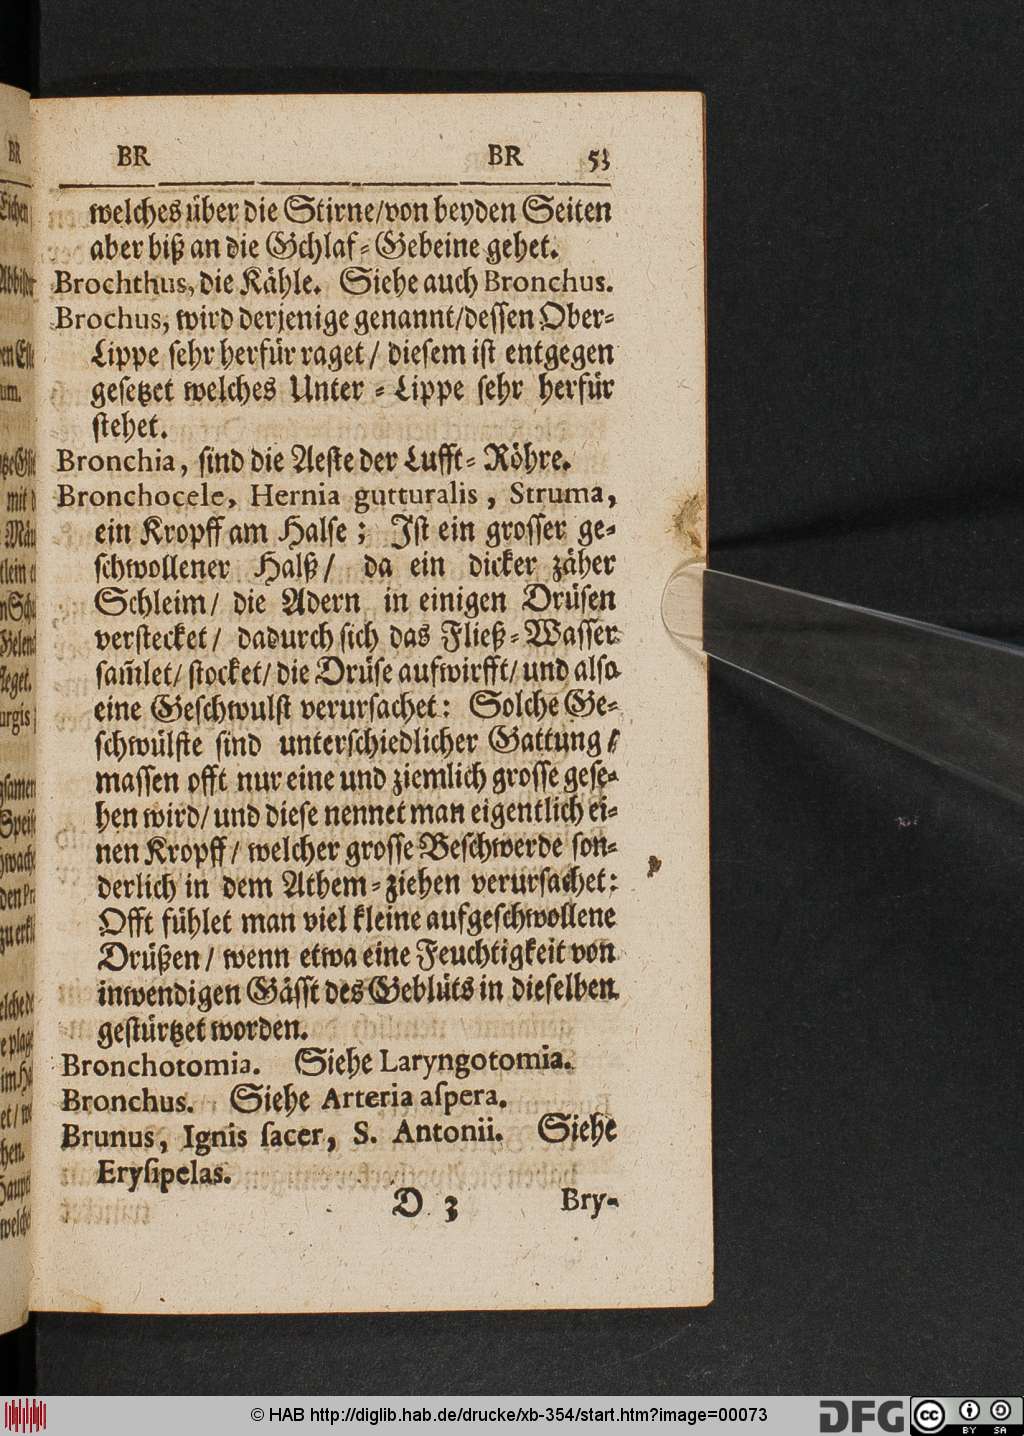 BR BR 53
welches über die Stirne/von beyden Seiten
aber biß an die Schlaf-Gebeine gehet.
Brochthus, die Kähle. Siehe auch Bronchus.
Brochus, wird derjenige genannt/dessen Ober-
Lippe sehr herfür raget/ diesem ist entgegen
gesetzet welches Unter-Lippe sehr herfür
stehet.
Bronchia, sind die Aeste der Lufft-Röhre.
Bronchocele, Hernia gutturalis, Struma,
ein Kropff am Halse; Ist ein grosser ge-
schwollener Halß/ da ein dicker zäher
Schleim/ die Adern in einigen Drüsen
verstecket/ dadurch sich das Fließ-Wasser
sam̃let/ stocket/ die Drüse aufwirfft/ und also
eine Geschwulst verursachet: Solche Ge-
schwülste sind unterschiedlicher Gattung/
massen offt nur eine und ziemlich grosse gese-
hen wird/ und diese nennet man eigentlich ei-
nen Kropff/ welcher grosse Beschwerde son-
derlich in dem Athem-ziehen verursachet:
Offt fühlet man viel kleine aufgeschwollene
Drüßen/ wenn etwa eine Feuchtigkeit von
inwendigen Gässt des Geblüts in dieselben
gestürtzet worden.
Bronchotomia. Siehe Laryngotomia.
Bronchus. Siehe Arteria aspera.
Brunus, Ignis sacer, S. Antonii. Siehe
Erysipelas.
D 3 Bry-
© HAB http://diglib.hab.de/drucke/xb-354/start.htm?image=00073
DFG cc BY SA